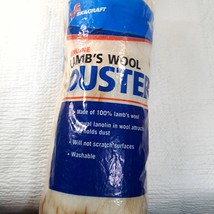 GENUINE
LAMB'S WOOL
DUSTER
• Made of 100% lamb's wool
• Natural lanolin in wool attracts
holds dust
• Will not scratch surfaces
• Washable